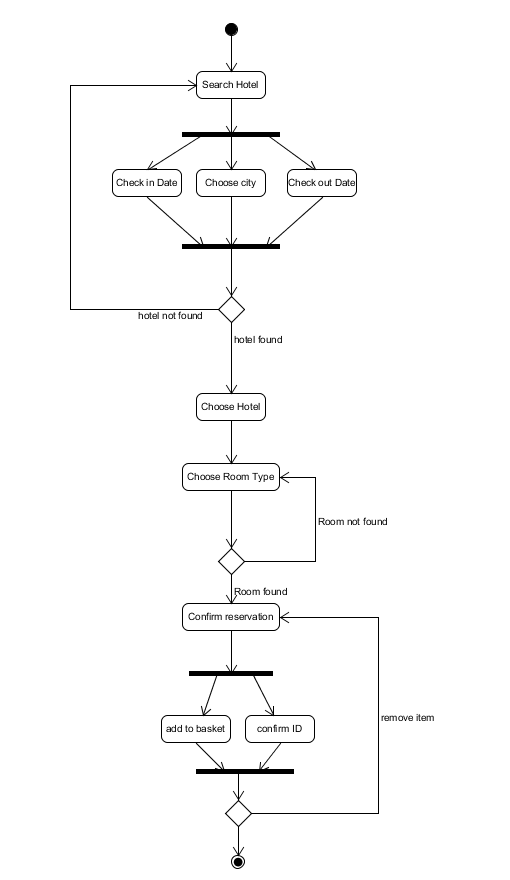 Search Hotel
Check in Date
Choose city
Check out Date
hotel not found
hotel found
Choose Hotel
Choose Room Type
Room not found
Room found
Confirm reservation
add to basket
confirm ID
remove item